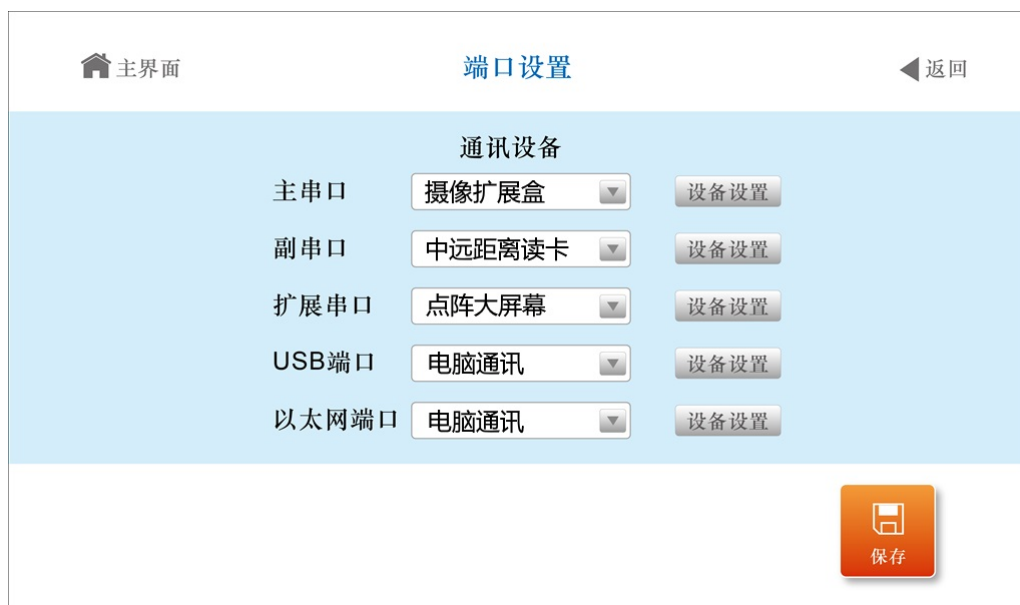 主界面 端口设置 返回
通讯设备
主串口 摄像扩展盒 设备设置
副串口 中远距离读卡 设备设置
扩展串口 点阵大屏幕 设备设置
USB端口 电脑通讯 设备设置
以太网端口 电脑通讯 设备设置
保存